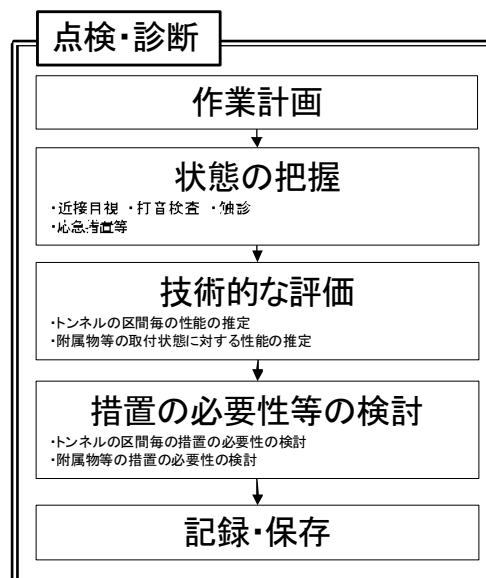 点検・診断
作業計画
状態の把握
・近接目視 ・打音検査 ・触診
・応急措置等
技術的な評価
・トンネルの区間毎の性能の推定
・附属物等の取付状態に対する性能の推定
措置の必要性等の検討
・トンネルの区間毎の措置の必要性の検討
・附属物等の措置の必要性の検討
記録・保存